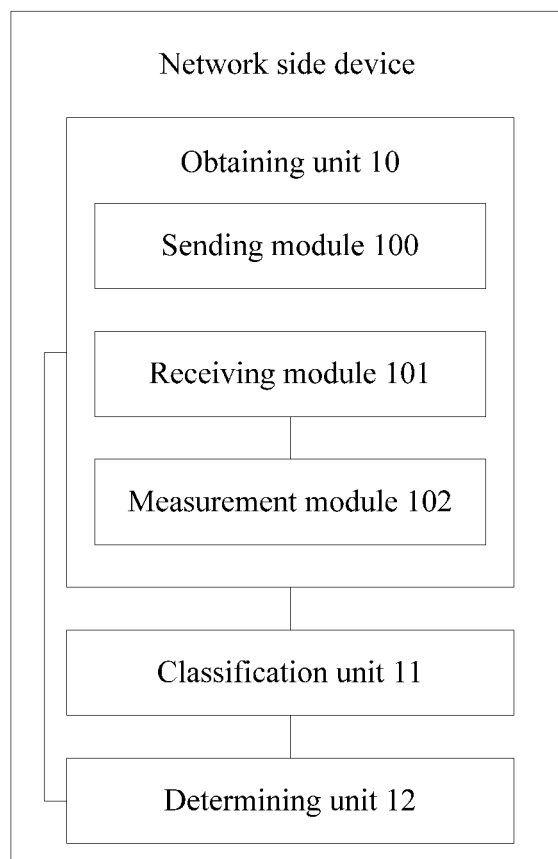 Network side device
Obtaining unit 10
Sending module 100
Receiving module 101
Measurement module 102
Classification unit 11
Determining unit 12